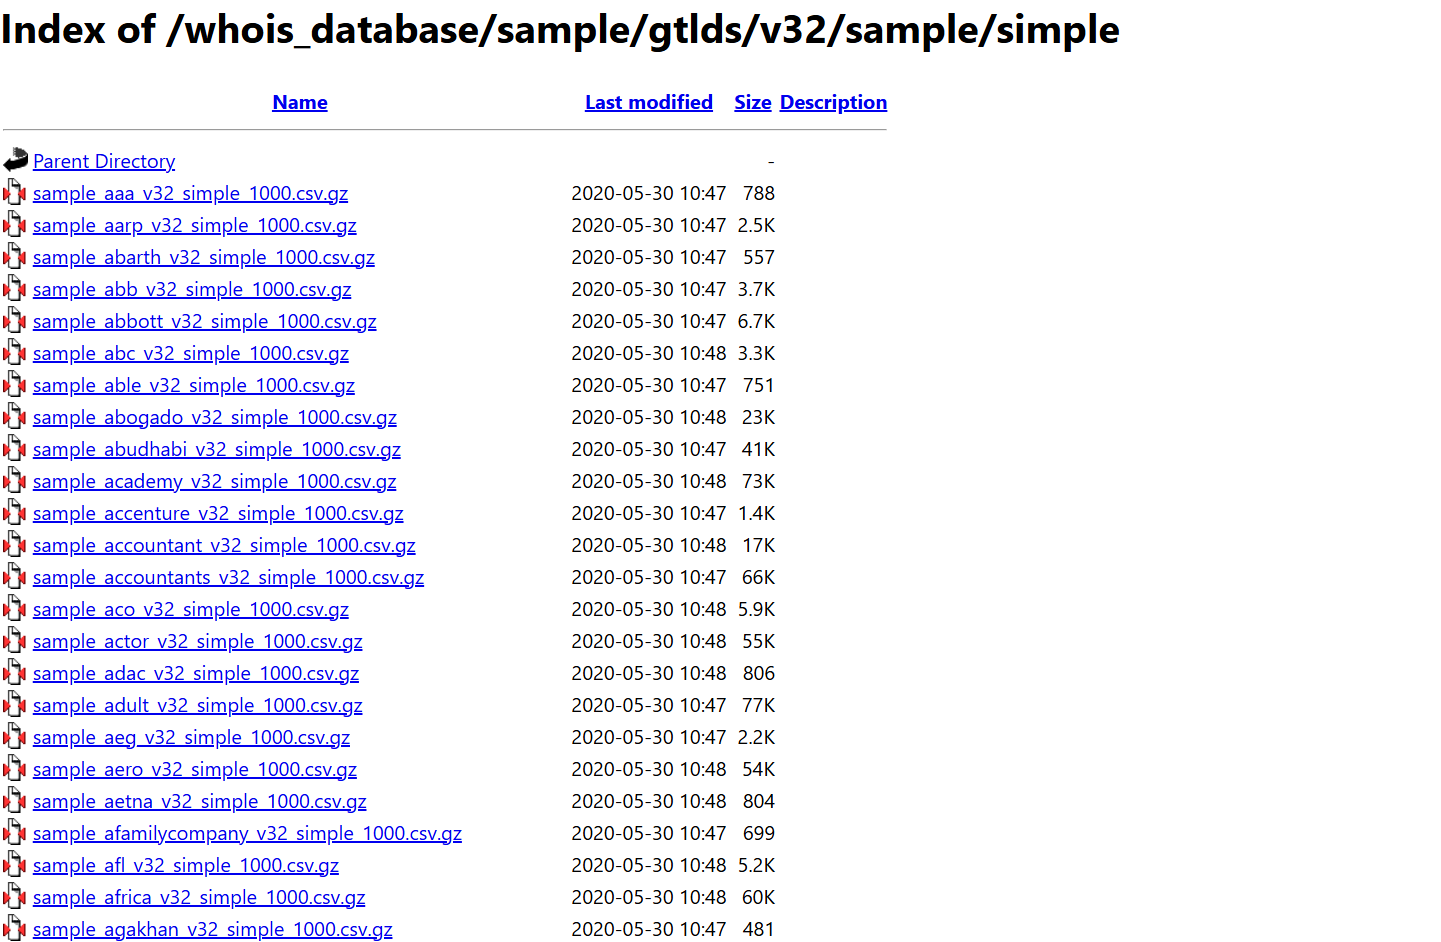 Index of /whois_database/sample/gtlds/v32/sample/simple
Name Last modified Size Description
Parent Directory -
sample_aaa_v32_simple_1000.csv.gz 2020-05-30 10:47 788
sample_aarp_v32_simple_1000.csv.gz 2020-05-30 10:47 2.5K
sample_abarth_v32_simple_1000.csv.gz 2020-05-30 10:47 557
sample_abb_v32_simple_1000.csv.gz 2020-05-30 10:47 3.7K
sample_abbott_v32_simple_1000.csv.gz 2020-05-30 10:47 6.7K
sample_abc_v32_simple_1000.csv.gz 2020-05-30 10:48 3.3K
sample_able_v32_simple_1000.csv.gz 2020-05-30 10:47 751
sample_abogado_v32_simple_1000.csv.gz 2020-05-30 10:48 23K
sample_abudhabi_v32_simple_1000.csv.gz 2020-05-30 10:47 41K
sample_academy_v32_simple_1000.csv.gz 2020-05-30 10:48 73K
sample_accenture_v32_simple_1000.csv.gz 2020-05-30 10:47 1.4K
sample_accountant_v32_simple_1000.csv.gz 2020-05-30 10:48 17K
sample_accountants_v32_simple_1000.csv.gz 2020-05-30 10:47 66K
sample_aco_v32_simple_1000.csv.gz 2020-05-30 10:48 5.9K
sample_actor_v32_simple_1000.csv.gz 2020-05-30 10:48 55K
sample_adac_v32_simple_1000.csv.gz 2020-05-30 10:48 806
sample_adult_v32_simple_1000.csv.gz 2020-05-30 10:47 77K
sample_aeg_v32_simple_1000.csv.gz 2020-05-30 10:47 2.2K
sample_aero_v32_simple_1000.csv.gz 2020-05-30 10:48 54K
sample_aetna_v32_simple_1000.csv.gz 2020-05-30 10:48 804
sample_afamilycompany_v32_simple_1000.csv.gz 2020-05-30 10:47 699
sample_afl_v32_simple_1000.csv.gz 2020-05-30 10:48 5.2K
sample_africa_v32_simple_1000.csv.gz 2020-05-30 10:48 60K
sample_agakhan_v32_simple_1000.csv.gz 2020-05-30 10:47 481